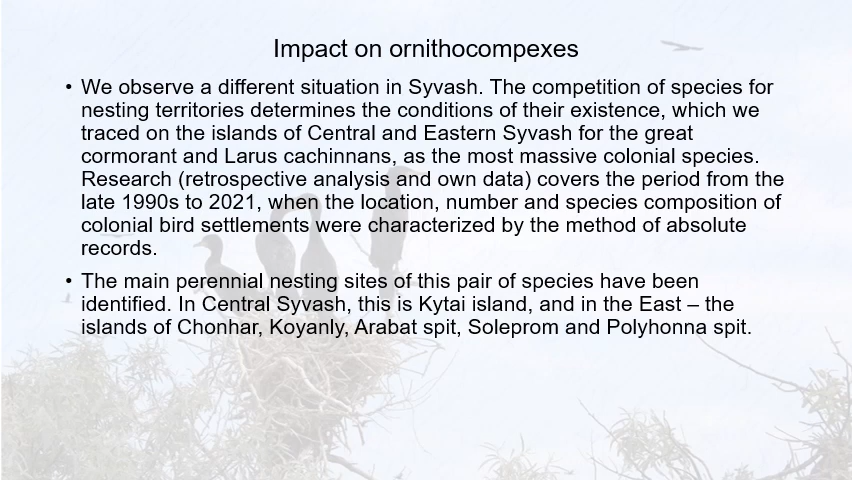 Impact on ornithocompexes
• We observe a different situation in Syvash. The competition of species for
nesting territories determines the conditions of their existence, which we
traced on the islands of Central and Eastern Syvash for the great
cormorant and Larus cachinnans, as the most massive colonial species.
Research (retrospective analysis and own data) covers the period from the
late 1990s to 2021, when the location, number and species composition of
colonial bird settlements were characterized by the method of absolute
records.
• The main perennial nesting sites of this pair of species have been
identified. In Central Syvash, this is Kytai island, and in the East – the
islands of Chonhar, Koyanly, Arabat spit, Soleprom and Polyhonna spit.